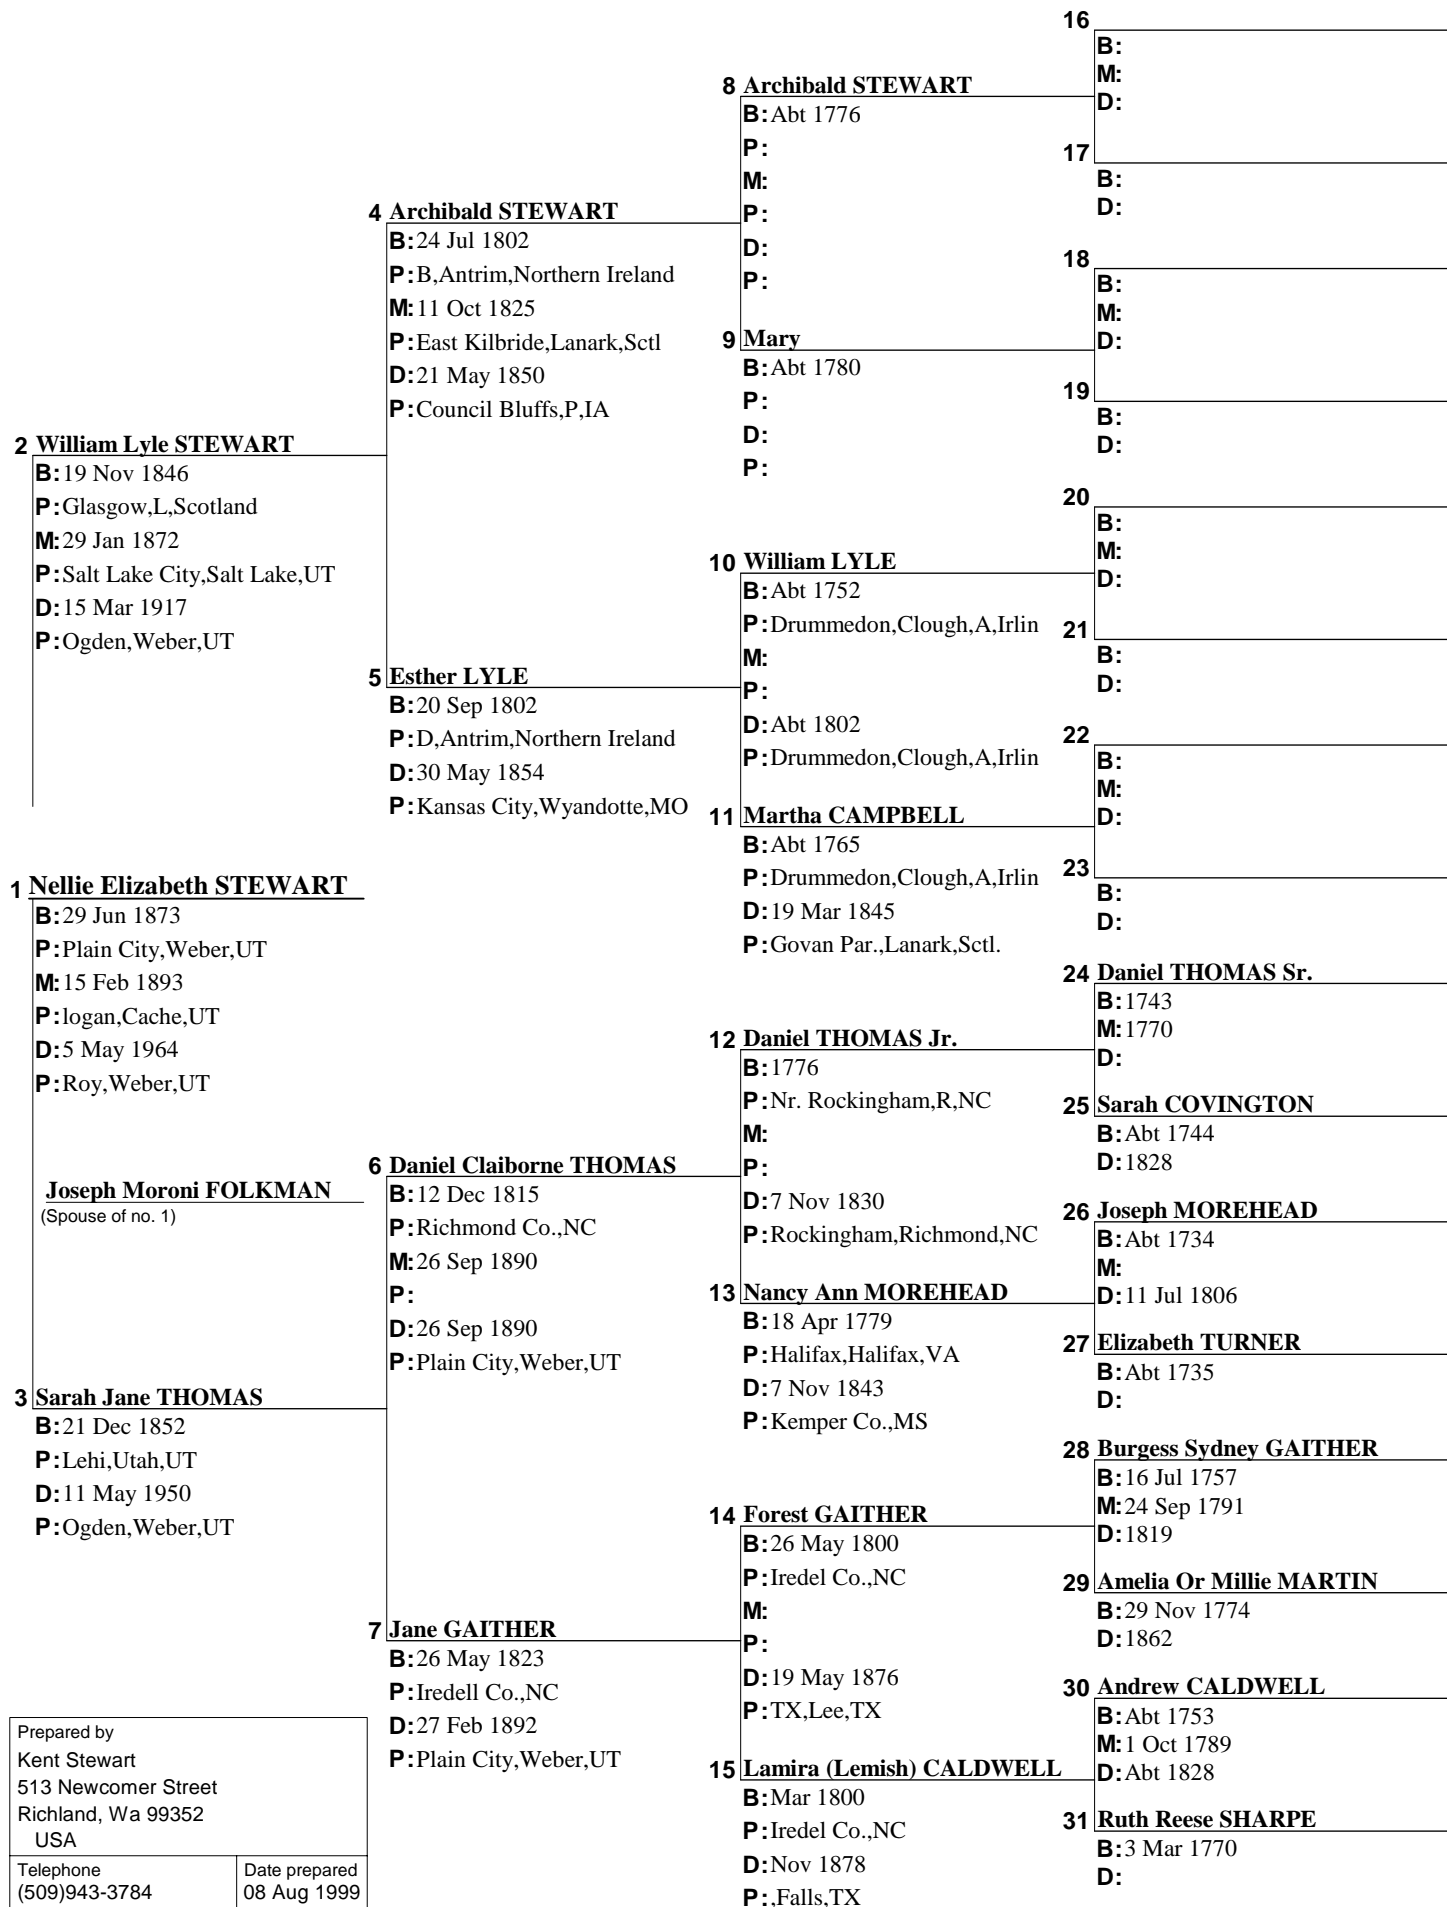 16
B:
M:
D:
17
B:
D:
8 Archibald STEWART
B:Abt 1776
P:
M:
P:
D:
P:
4 Archibald STEWART
B:24 Jul 1802
P:B,Antrim,Northern Ireland
M:11 Oct 1825
P:East Kilbride,Lanark,Sctl
D:21 May 1850
P:Council Bluffs,P,IA
18
B:
M:
D:
9 Mary
B:Abt 1780
P:
D:
P:
19
B:
D:
2 William Lyle STEWART
B:19 Nov 1846
P:Glasgow,L,Scotland
M:29 Jan 1872
P:Salt Lake City,Salt Lake,UT
D:15 Mar 1917
P:Ogden,Weber,UT
20
B:
M:
D:
10 William LYLE
B:Abt 1752
P:Drummedon,Clough,A,Irlin
M:
P:
D:Abt 1802
P:Drummedon,Clough,A,Irlin
21
B:
D:
5 Esther LYLE
B:20 Sep 1802
P:D,Antrim,Northern Ireland
D:30 May 1854
P:Kansas City,Wyandotte,MO
22
B:
M:
D:
11 Martha CAMPBELL
B:Abt 1765
P:Drummedon,Clough,A,Irlin
D:19 Mar 1845
P:Govan Par.,Lanark,Sctl.
23
B:
D:
1 Nellie Elizabeth STEWART
B:29 Jun 1873
P:Plain City,Weber,UT
M:15 Feb 1893
P:logan,Cache,UT
D:5 May 1964
P:Roy,Weber,UT
Joseph Moroni FOLKMAN
(Spouse of no. 1)
24 Daniel THOMAS Sr.
B:1743
M:1770
D:
12 Daniel THOMAS Jr.
B:1776
P:Nr. Rockingham,R,NC
M:
P:
D:7 Nov 1830
P:Rockingham,Richmond,NC
25 Sarah COVINGTON
B:Abt 1744
D:1828
6 Daniel Claiborne THOMAS
B:12 Dec 1815
P:Richmond Co.,NC
M:26 Sep 1890
P:
D:26 Sep 1890
P:Plain City,Weber,UT
26 Joseph MOREHEAD
B:Abt 1734
M:
D:11 Jul 1806
13 Nancy Ann MOREHEAD
B:18 Apr 1779
P:Halifax,Halifax,VA
D:7 Nov 1843
P:Kemper Co.,MS
27 Elizabeth TURNER
B:Abt 1735
D:
3 Sarah Jane THOMAS
B:21 Dec 1852
P:Lehi,Utah,UT
D:11 May 1950
P:Ogden,Weber,UT
28 Burgess Sydney GAITHER
B:16 Jul 1757
M:24 Sep 1791
D:1819
14 Forest GAITHER
B:26 May 1800
P:Iredel Co.,NC
M:
P:
D:19 May 1876
P:TX,Lee,TX
29 Amelia Or Millie MARTIN
B:29 Nov 1774
D:1862
7 Jane GAITHER
B:26 May 1823
P:Iredell Co.,NC
D:27 Feb 1892
P:Plain City,Weber,UT
30 Andrew CALDWELL
B:Abt 1753
M:1 Oct 1789
D:Abt 1828
15 Lamira (Lemish) CALDWELL
B:Mar 1800
P:Iredel Co.,NC
D:Nov 1878
P:,Falls,TX
31 Ruth Reese SHARPE
B:3 Mar 1770
D:
Prepared by
Kent Stewart
513 Newcomer Street
Richland, Wa 99352
USA
Telephone
(509)943-3784
Date prepared
08 Aug 1999